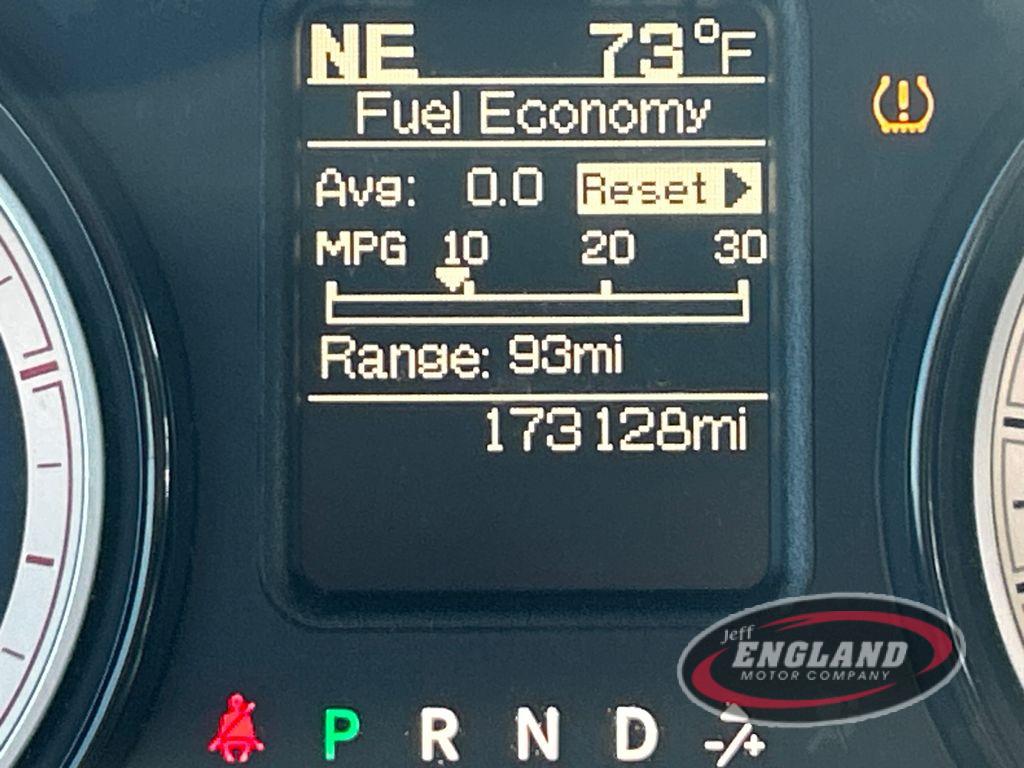 NE 73°F
Fuel Economy
Avg: 0.0 Reset
MPG 10 20 30
Range: 93mi
173128mi
Jeff
ENGLAND
MOTOR COMPANY
P R N D -/+